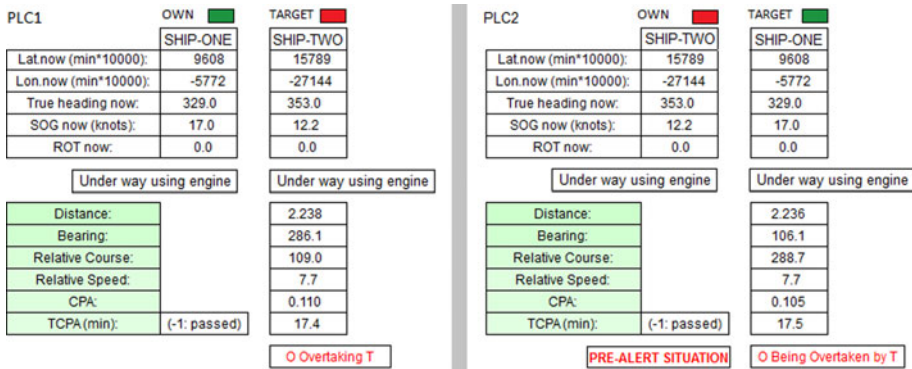 PLC1 OWN TARGET
SHIP-ONE SHIP-TWO
Lat.now (min*10000): 9608 15789
Lon.now (min*10000): -5772 -27144
True heading now: 329.0 353.0
SOG now (knots): 17.0 12.2
ROT now: 0.0 0.0
Under way using engine Under way using engine
Distance: 2.238
Bearing: 286.1
Relative Course: 109.0
Relative Speed: 7.7
CPA: 0.110
TCPA(min): (-1: passed) 17.4
O Overtaking T
PLC2 OWN TARGET
SHIP-TWO SHIP-ONE
Lat.now (min*10000): 15789 9608
Lon.now (min*10000): -27144 -5772
True heading now: 353.0 329.0
SOG now (knots): 12.2 17.0
ROT now: 0.0 0.0
Under way using engine Under way using engine
Distance: 2.236
Bearing: 106.1
Relative Course: 288.7
Relative Speed: 7.7
CPA: 0.105
TCPA(min): (-1: passed) 17.5
PRE-ALERT SITUATION O Being Overtaken by T